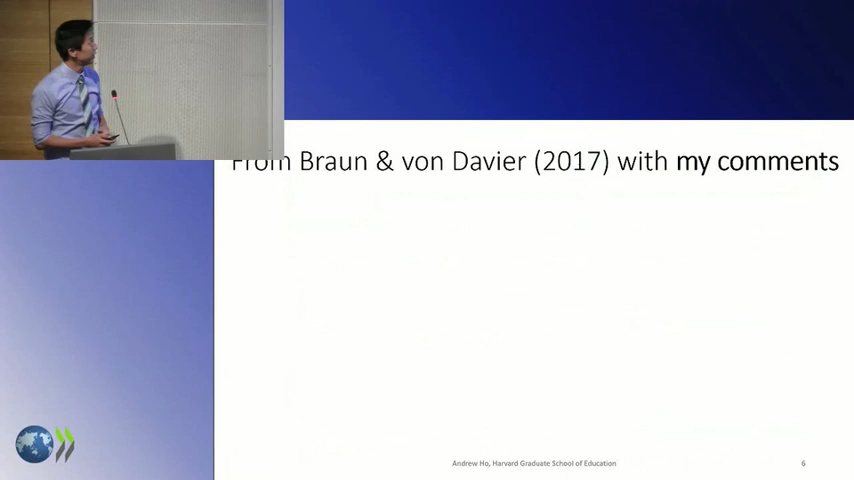 From Braun & von Davier (2017) with my comments
Andrew Ho, Harvard Graduate School of Education
6